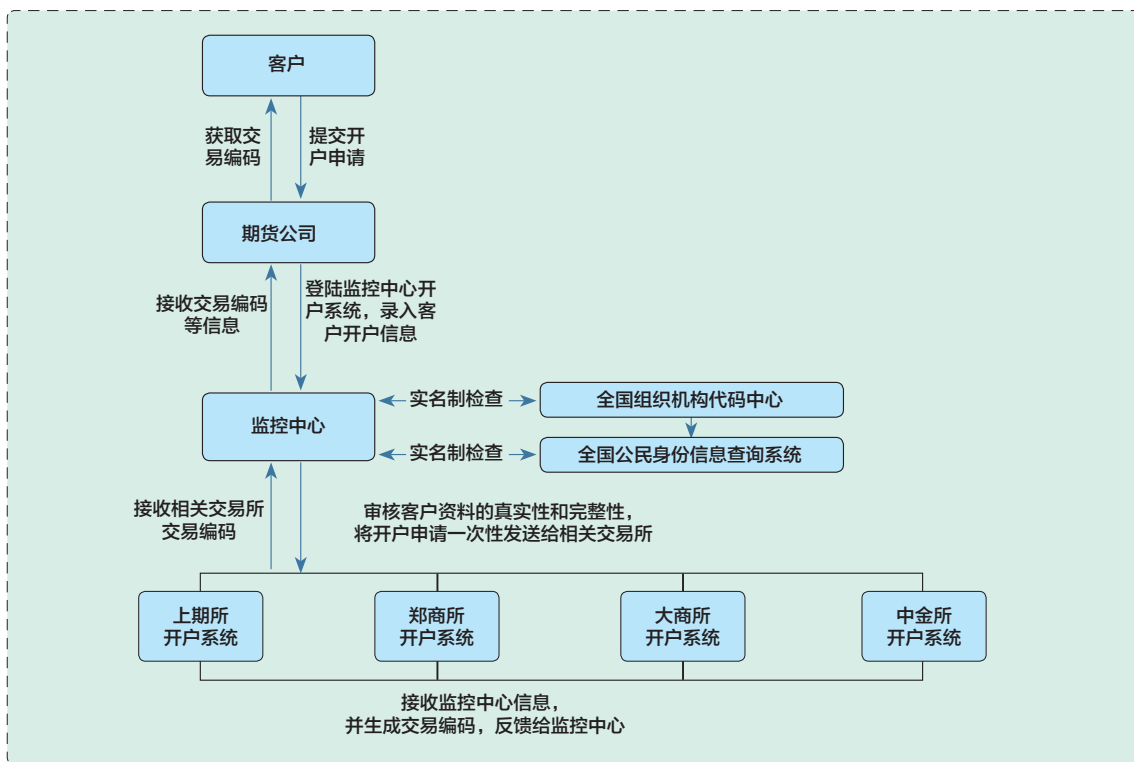 客户
获取交
易编码
提交开
户申请
期货公司
接收交易编码
等信息
登陆监控中心开
户系统，录入客
户开户信息
监控中心
实名制检查
全国组织机构代码中心
实名制检查
全国公民身份信息查询系统
接收相关交易所
交易编码
审核客户资料的真实性和完整性，
将开户申请一次性发送给相关交易所
上期所
开户系统
郑商所
开户系统
大商所
开户系统
中金所
开户系统
接收监控中心信息，
并生成交易编码，反馈给监控中心